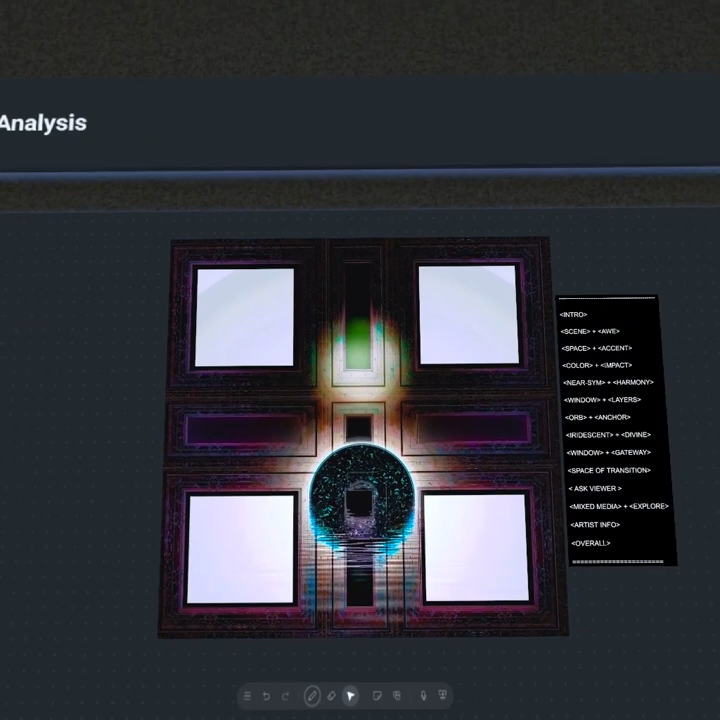 Analysis
<INTRO>
<SCENE> + <AWE>
<SPACE> + <ACCENT>
<COLOR> + <IMPACT>
<NEAR-SYM> + <HARMONY>
<WINDOW> + <LAYERS>
<ORB> + <ANCHOR>
<IRIDESCENT> + <DIVINE>
<WINDOW> + <GATEWAY>
<SPACE OF TRANSITION>
< ASK VIEWER >
<MIXED MEDIA> + <EXPLORE>
<ARTIST INFO>
<OVERALL>